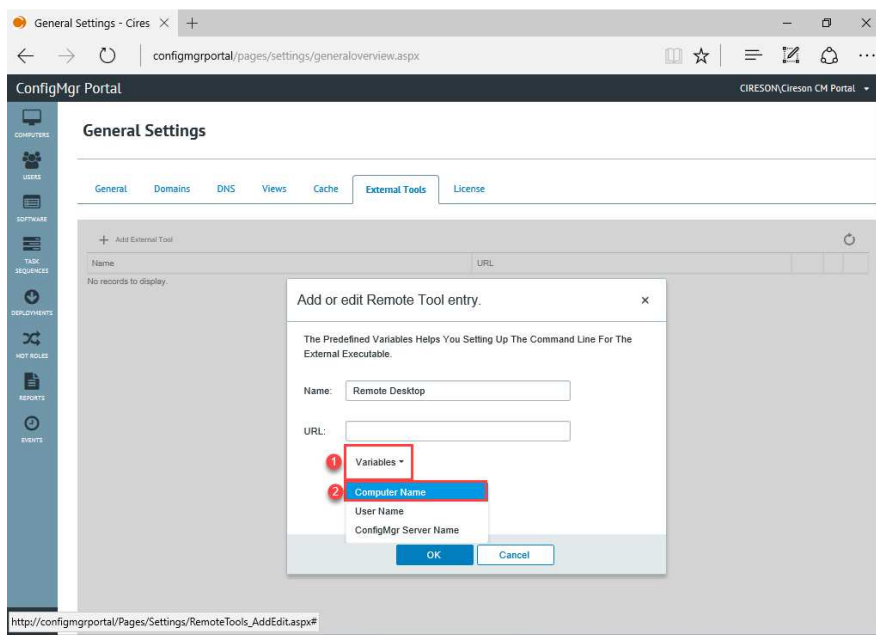 General Settings - Cires
configmgrportal/pages/settings/generaloverview.aspx
ConfigMgr Portal
CIRESON\Cireson CM Portal
COMPUTERS
USERS
SOFTWARE
TASK
SEQUENCES
DEPLOYMENTS
HOT ROLES
REPORTS
EVENTS
General Settings
General Domains DNS Views Cache External Tools License
+ Add External Tool
Name URL
No records to display.
Add or edit Remote Tool entry.
The Predefined Variables Helps You Setting Up The Command Line For The
External Executable.
Name: Remote Desktop
URL:
1 Variables
2 Computer Name
User Name
ConfigMgr Server Name
OK Cancel
http://configmgrportal/Pages/Settings/RemoteTools_AddEdit.aspx#